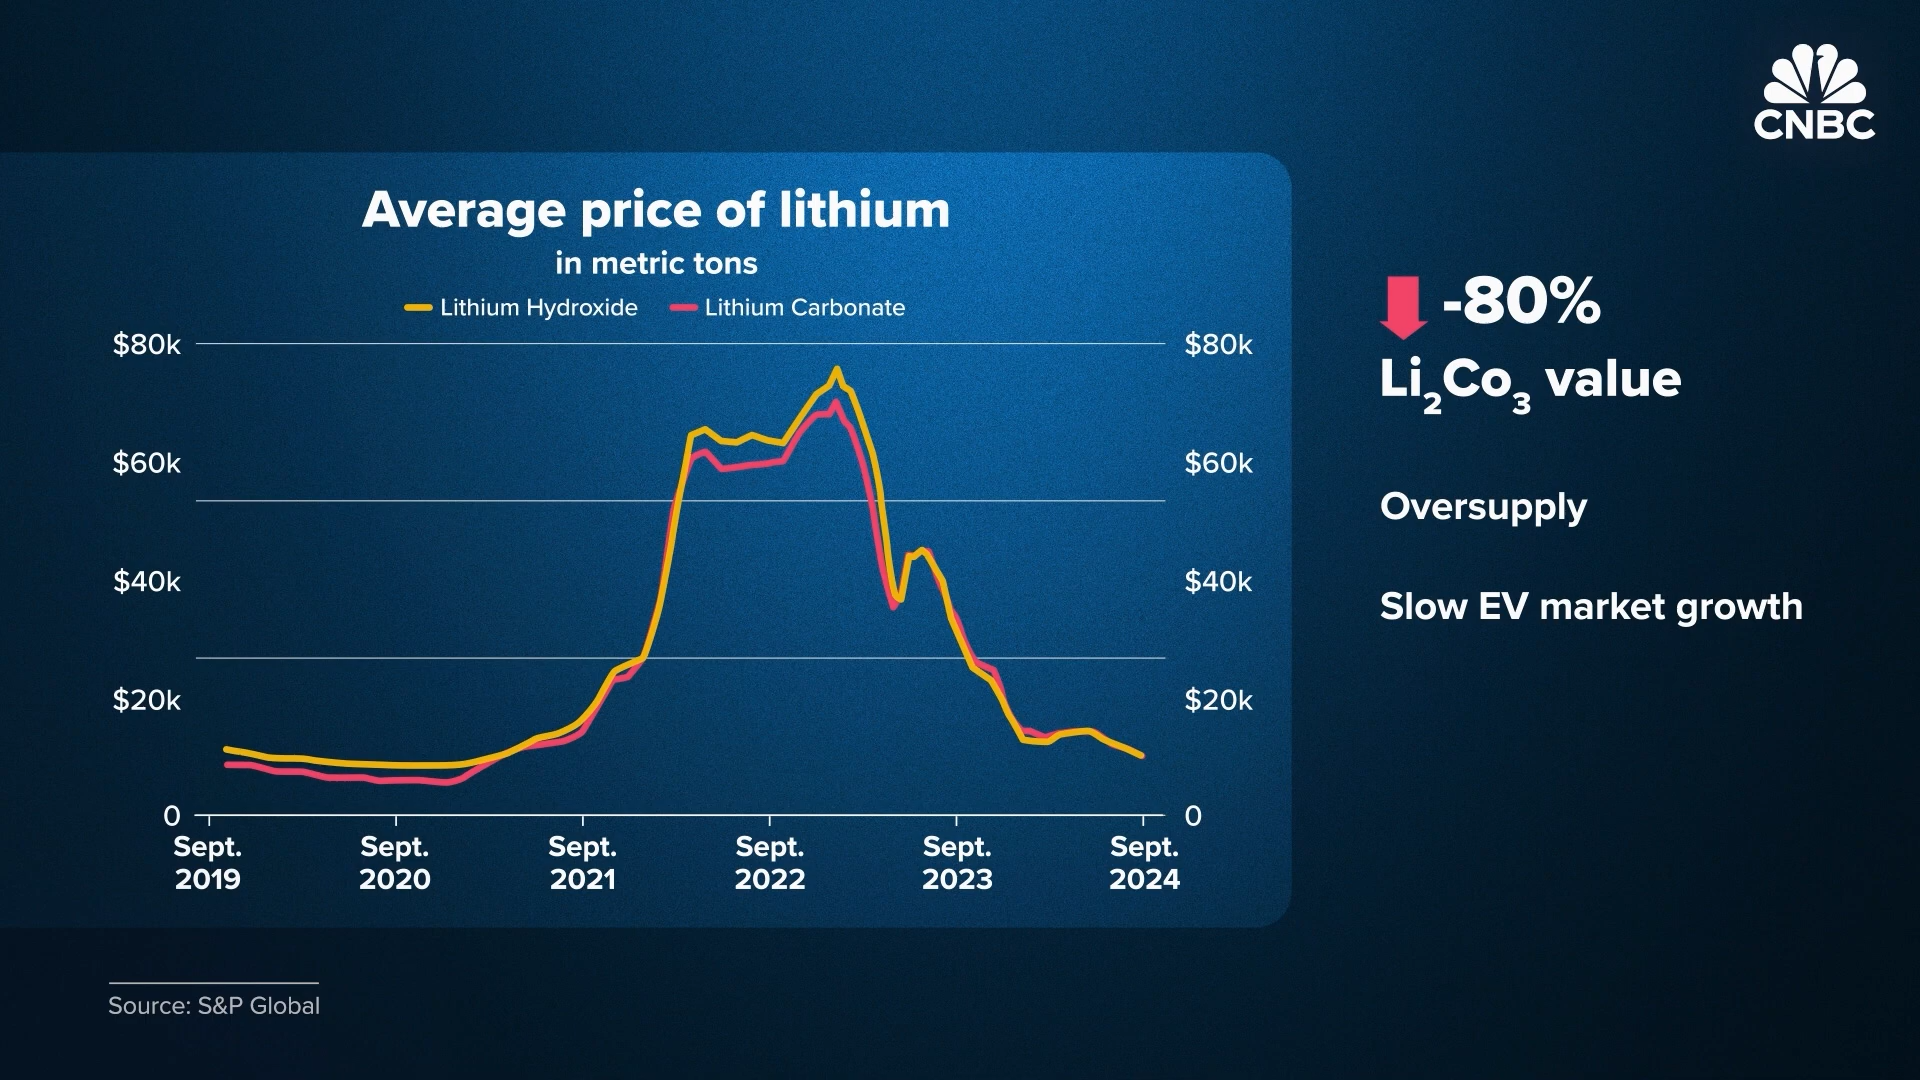 CNBC
Average price of lithium
in metric tons
Lithium Hydroxide Lithium Carbonate
$80k $80k
$60k $60k
$40k $40k
$20k $20k
0 0
Sept. 2019
Sept. 2020
Sept. 2021
Sept. 2022
Sept. 2023
Sept. 2024
-80%
Li₂Co₃ value
Oversupply
Slow EV market growth
Source: S&P Global